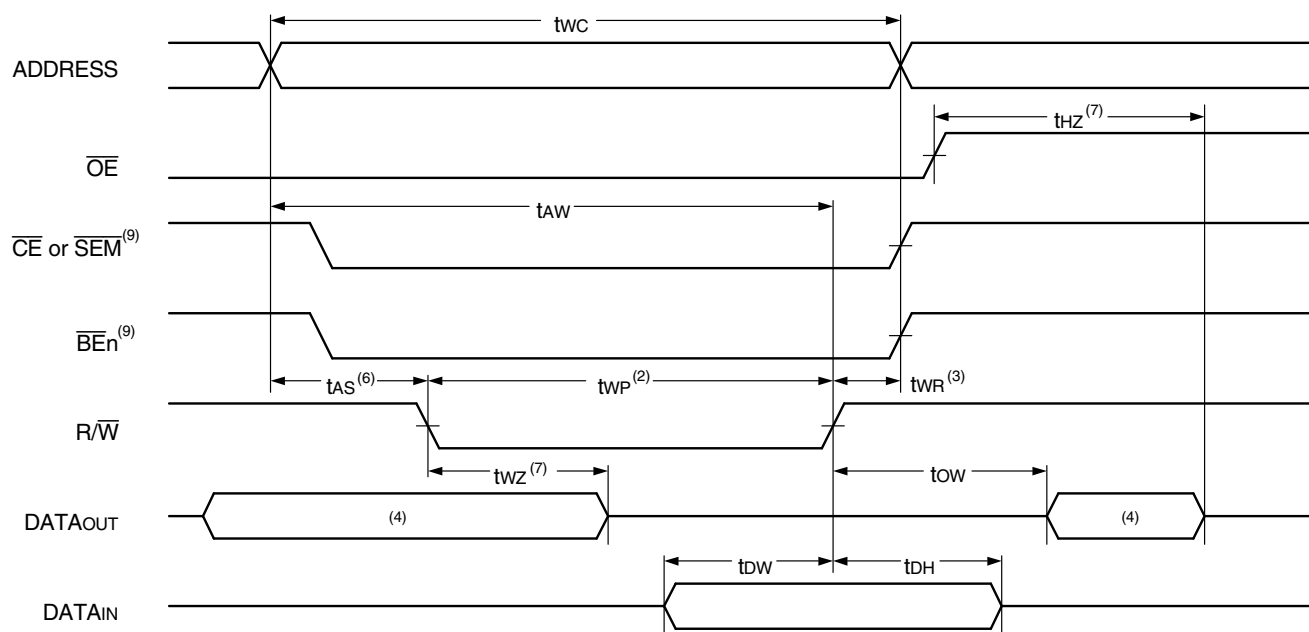 tWC
ADDRESS
tHZ(7)
OE
tAW
CE or SEM(9)
BEn(9)
tAS(6) tWP(2) tWR(3)
R/W
tWZ(7) tOW
DATAOUT (4) (4)
tDW tDH
DATAIN